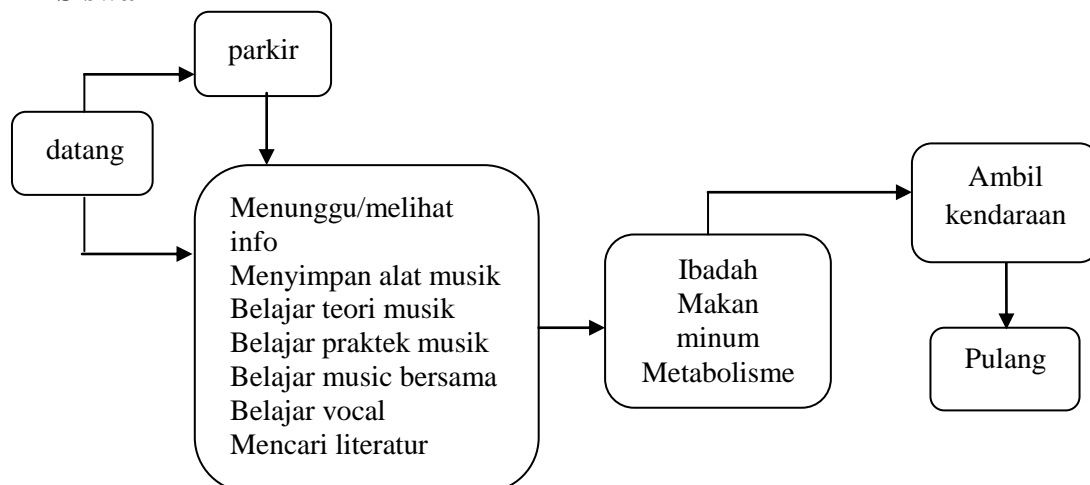 parkir
datang
Menunggu/melihat
info
Menyimpan alat musik
Belajar teori musik
Belajar praktek musik
Belajar music bersama
Belajar vocal
Mencari literatur
Ibadah
Makan
minum
Metabolisme
Ambil
kendaraan
Pulang